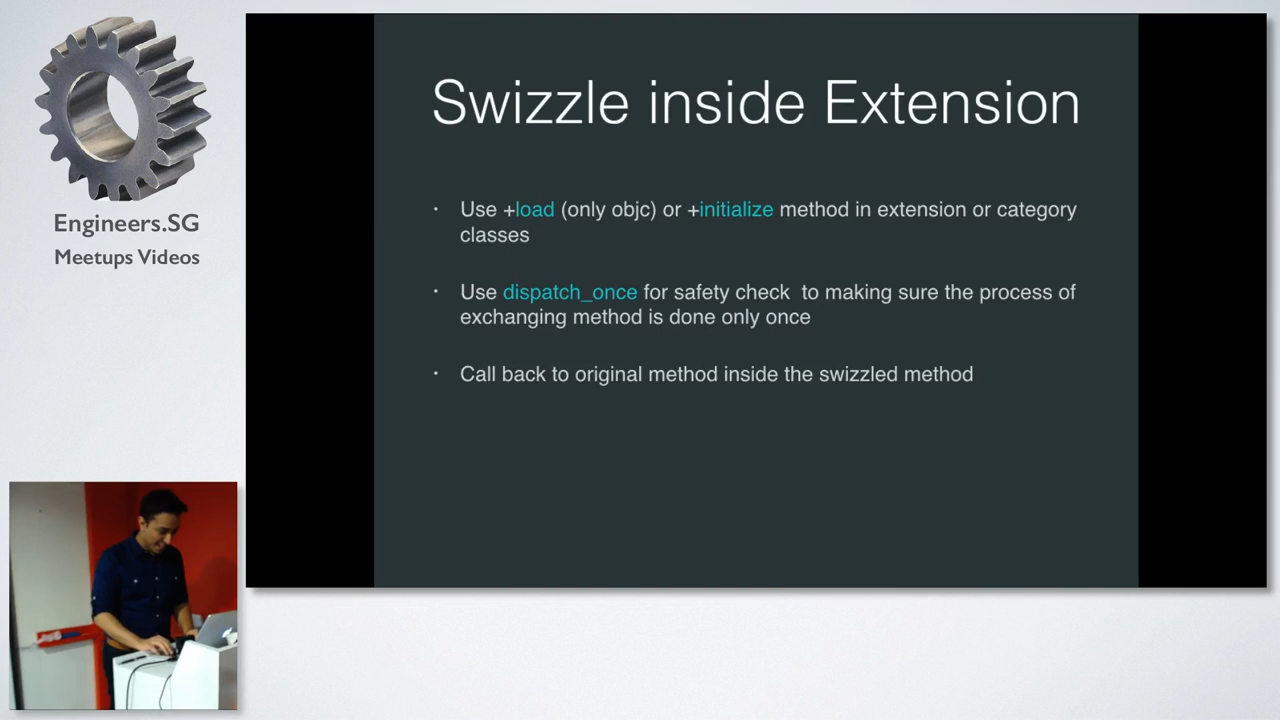 Swizzle inside Extension
Engineers.SG
Meetups Videos
• Use +load (only objc) or +initialize method in extension or category
classes
• Use dispatch_once for safety check  to making sure the process of
exchanging method is done only once
• Call back to original method inside the swizzled method